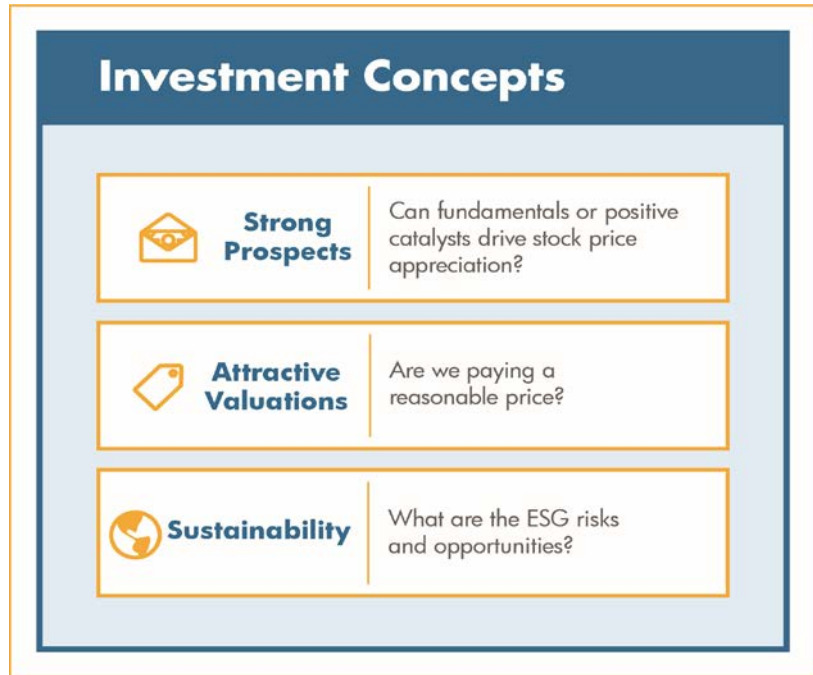 Investment Concepts
Strong
Prospects
Can fundamentals or positive
catalysts drive stock price
appreciation?
Attractive
Valuations
Are we paying a
reasonable price?
Sustainability
What are the ESG risks
and opportunities?